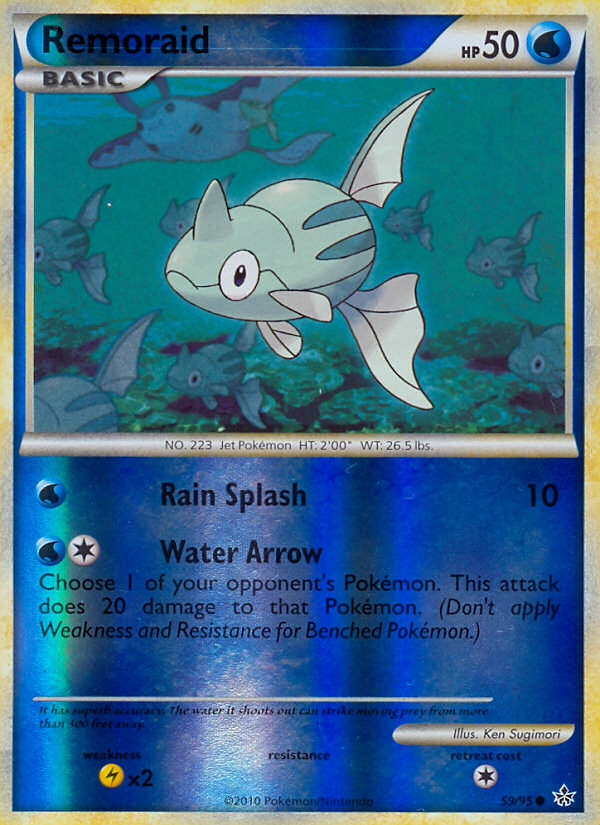 Remoraid
HP 50
BASIC
NO. 223 Jet Pokémon HT: 2'00" WT: 26.5 lbs.
Rain Splash 10
Water Arrow
Choose 1 of your opponent's Pokémon. This attack
does 20 damage to that Pokémon. (Don't apply
Weakness and Resistance for Benched Pokémon.)
It has superb accuracy. The water it shoots out can strike moving prey from more
than 300 feet away.
Illus. Ken Sugimori
weakness resistance retreat cost
×2
©2010 Pokémon/Nintendo 59/95